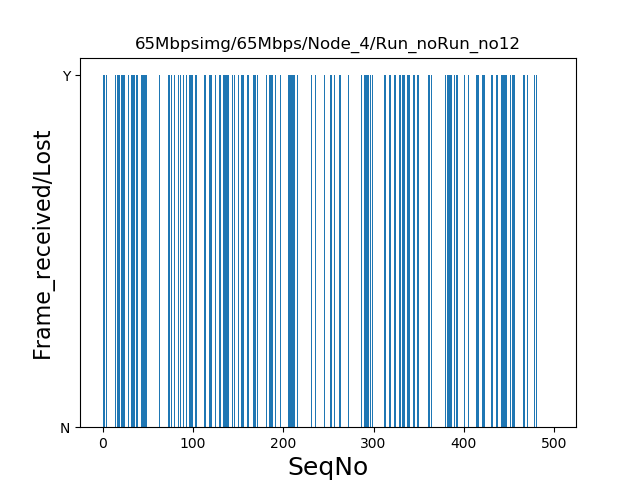 65Mbpsimg/65Mbps/Node_4/Run_noRun_no12
Y
Frame_received/Lost
N
0 100 200 300 400 500
SeqNo